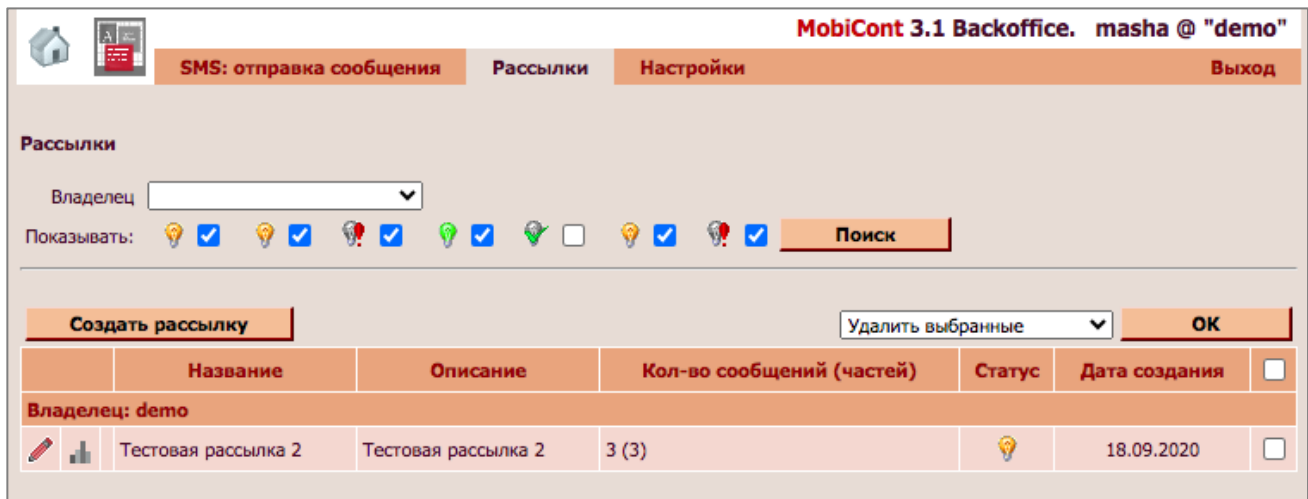 MobiCont 3.1 Backoffice. masha @ "demo"
SMS: отправка сообщения Рассылки Настройки Выход
Рассылки
Владелец
Показывать: Поиск
Создать рассылку Удалить выбранные ОК
Название Описание Кол-во сообщений (частей) Статус Дата создания
Владелец: demo
Тестовая рассылка 2 Тестовая рассылка 2 3 (3) 18.09.2020